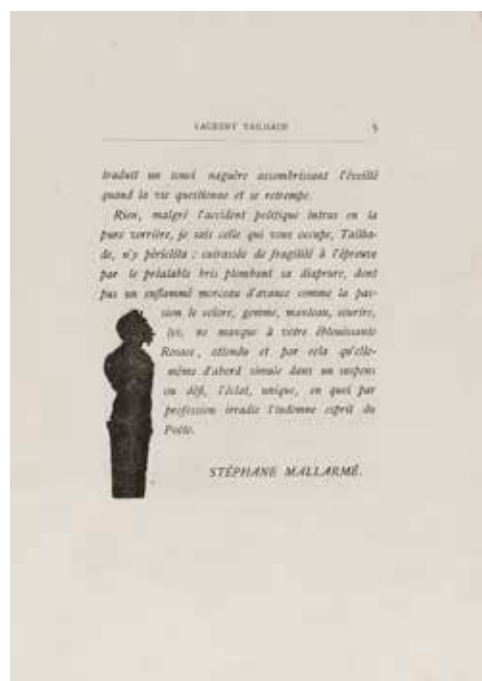 LAURENT TAILHADE 5
traduit un souci naguère assombrissant l'éveillé
quand la vie questionne et se retrempe.
Rien, malgré l'accident politique intrus en la
pure verrière, je sais celle qui vous occupe, Tailha-
de, n'y périclita : cuirassée de fragilité à l'épreuve
par le préalable bris plombant sa diaprure, dont
pas un enflammé morceau d'avance comme la pas-
sion le colore, gemme, manteau, sourire,
lys, ne manque à votre éblouissante
Rosace, attendu et par cela qu'elle-
même d'abord simule dans un suspens
ou défi, l'éclat, unique, en quoi par
profession irradie l'indemne esprit du
Poète.
STÉPHANE MALLARMÉ.